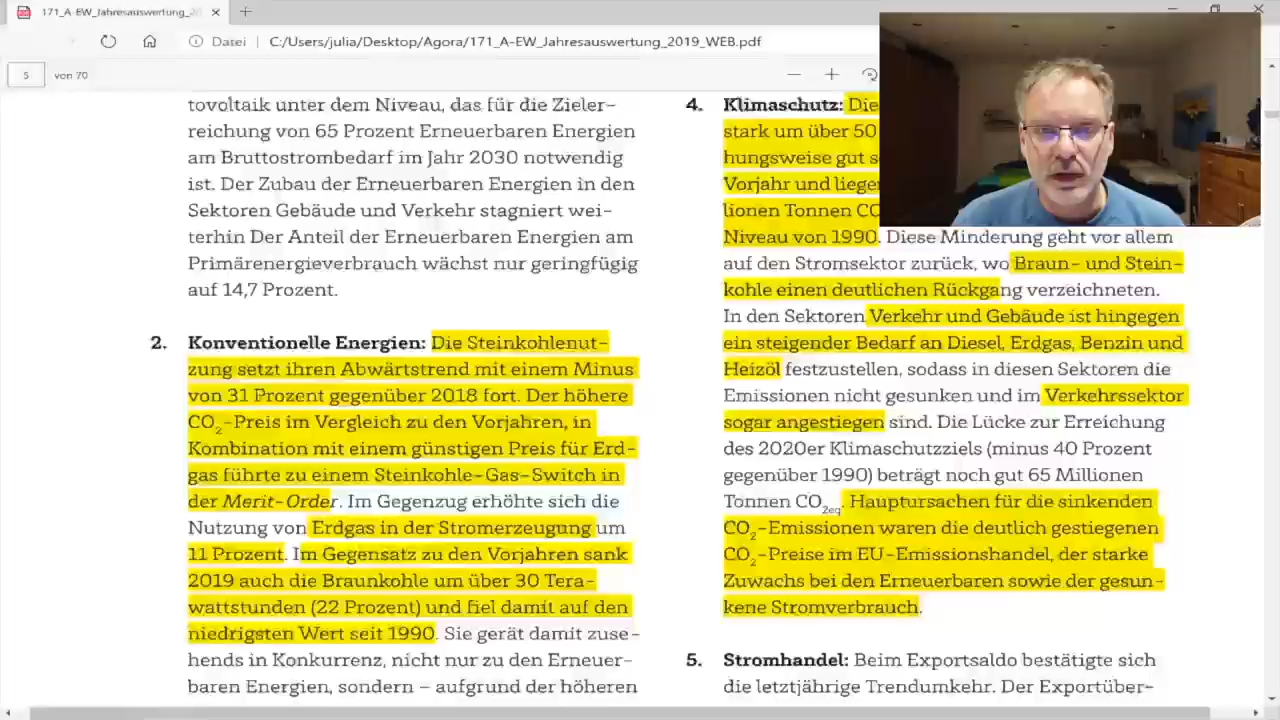 171_A-EW_Jahresauswertung_20
Datei
C:/Users/julia/Desktop/Agora/171_A-EW_Jahresauswertung_2019_WEB.pdf
5 von 70
tovoltaik unter dem Niveau, das für die Zieler-
reichung von 65 Prozent Erneuerbaren Energien
am Bruttostrombedarf im Jahr 2030 notwendig
ist. Der Zubau der Erneuerbaren Energien in den
Sektoren Gebäude und Verkehr stagniert wei-
terhin Der Anteil der Erneuerbaren Energien am
Primärenergieverbrauch wächst nur geringfügig
auf 14,7 Prozent.
2. Konventionelle Energien: Die Steinkohlenut-
zung setzt ihren Abwärtstrend mit einem Minus
von 31 Prozent gegenüber 2018 fort. Der höhere
CO₂-Preis im Vergleich zu den Vorjahren, in
Kombination mit einem günstigen Preis für Erd-
gas führte zu einem Steinkohle-Gas-Switch in
der Merit-Order. Im Gegenzug erhöhte sich die
Nutzung von Erdgas in der Stromerzeugung um
11 Prozent. Im Gegensatz zu den Vorjahren sank
2019 auch die Braunkohle um über 30 Tera-
wattstunden (22 Prozent) und fiel damit auf den
niedrigsten Wert seit 1990. Sie gerät damit zuse-
hends in Konkurrenz, nicht nur zu den Erneuer-
baren Energien, sondern – aufgrund der höheren
4. Klimaschutz: Die
stark um über 50
hungsweise gut
Vorjahr und liegen
lionen Tonnen CO
Niveau von 1990. Diese Minderung geht vor allem
auf den Stromsektor zurück, wo Braun- und Stein-
kohle einen deutlichen Rückgang verzeichneten.
In den Sektoren Verkehr und Gebäude ist hingegen
ein steigender Bedarf an Diesel, Erdgas, Benzin und
Heizöl festzustellen, sodass in diesen Sektoren die
Emissionen nicht gesunken und im Verkehrssektor
sogar angestiegen sind. Die Lücke zur Erreichung
des 2020er Klimaschutzziels (minus 40 Prozent
gegenüber 1990) beträgt noch gut 65 Millionen
Tonnen CO₂eq. Hauptursachen für die sinkenden
CO₂-Emissionen waren die deutlich gestiegenen
CO₂-Preise im EU-Emissionshandel, der starke
Zuwachs bei den Erneuerbaren sowie der gesun-
kene Stromverbrauch.
5. Stromhandel: Beim Exportsaldo bestätigte sich
die letztjährige Trendumkehr. Der Exportüber-